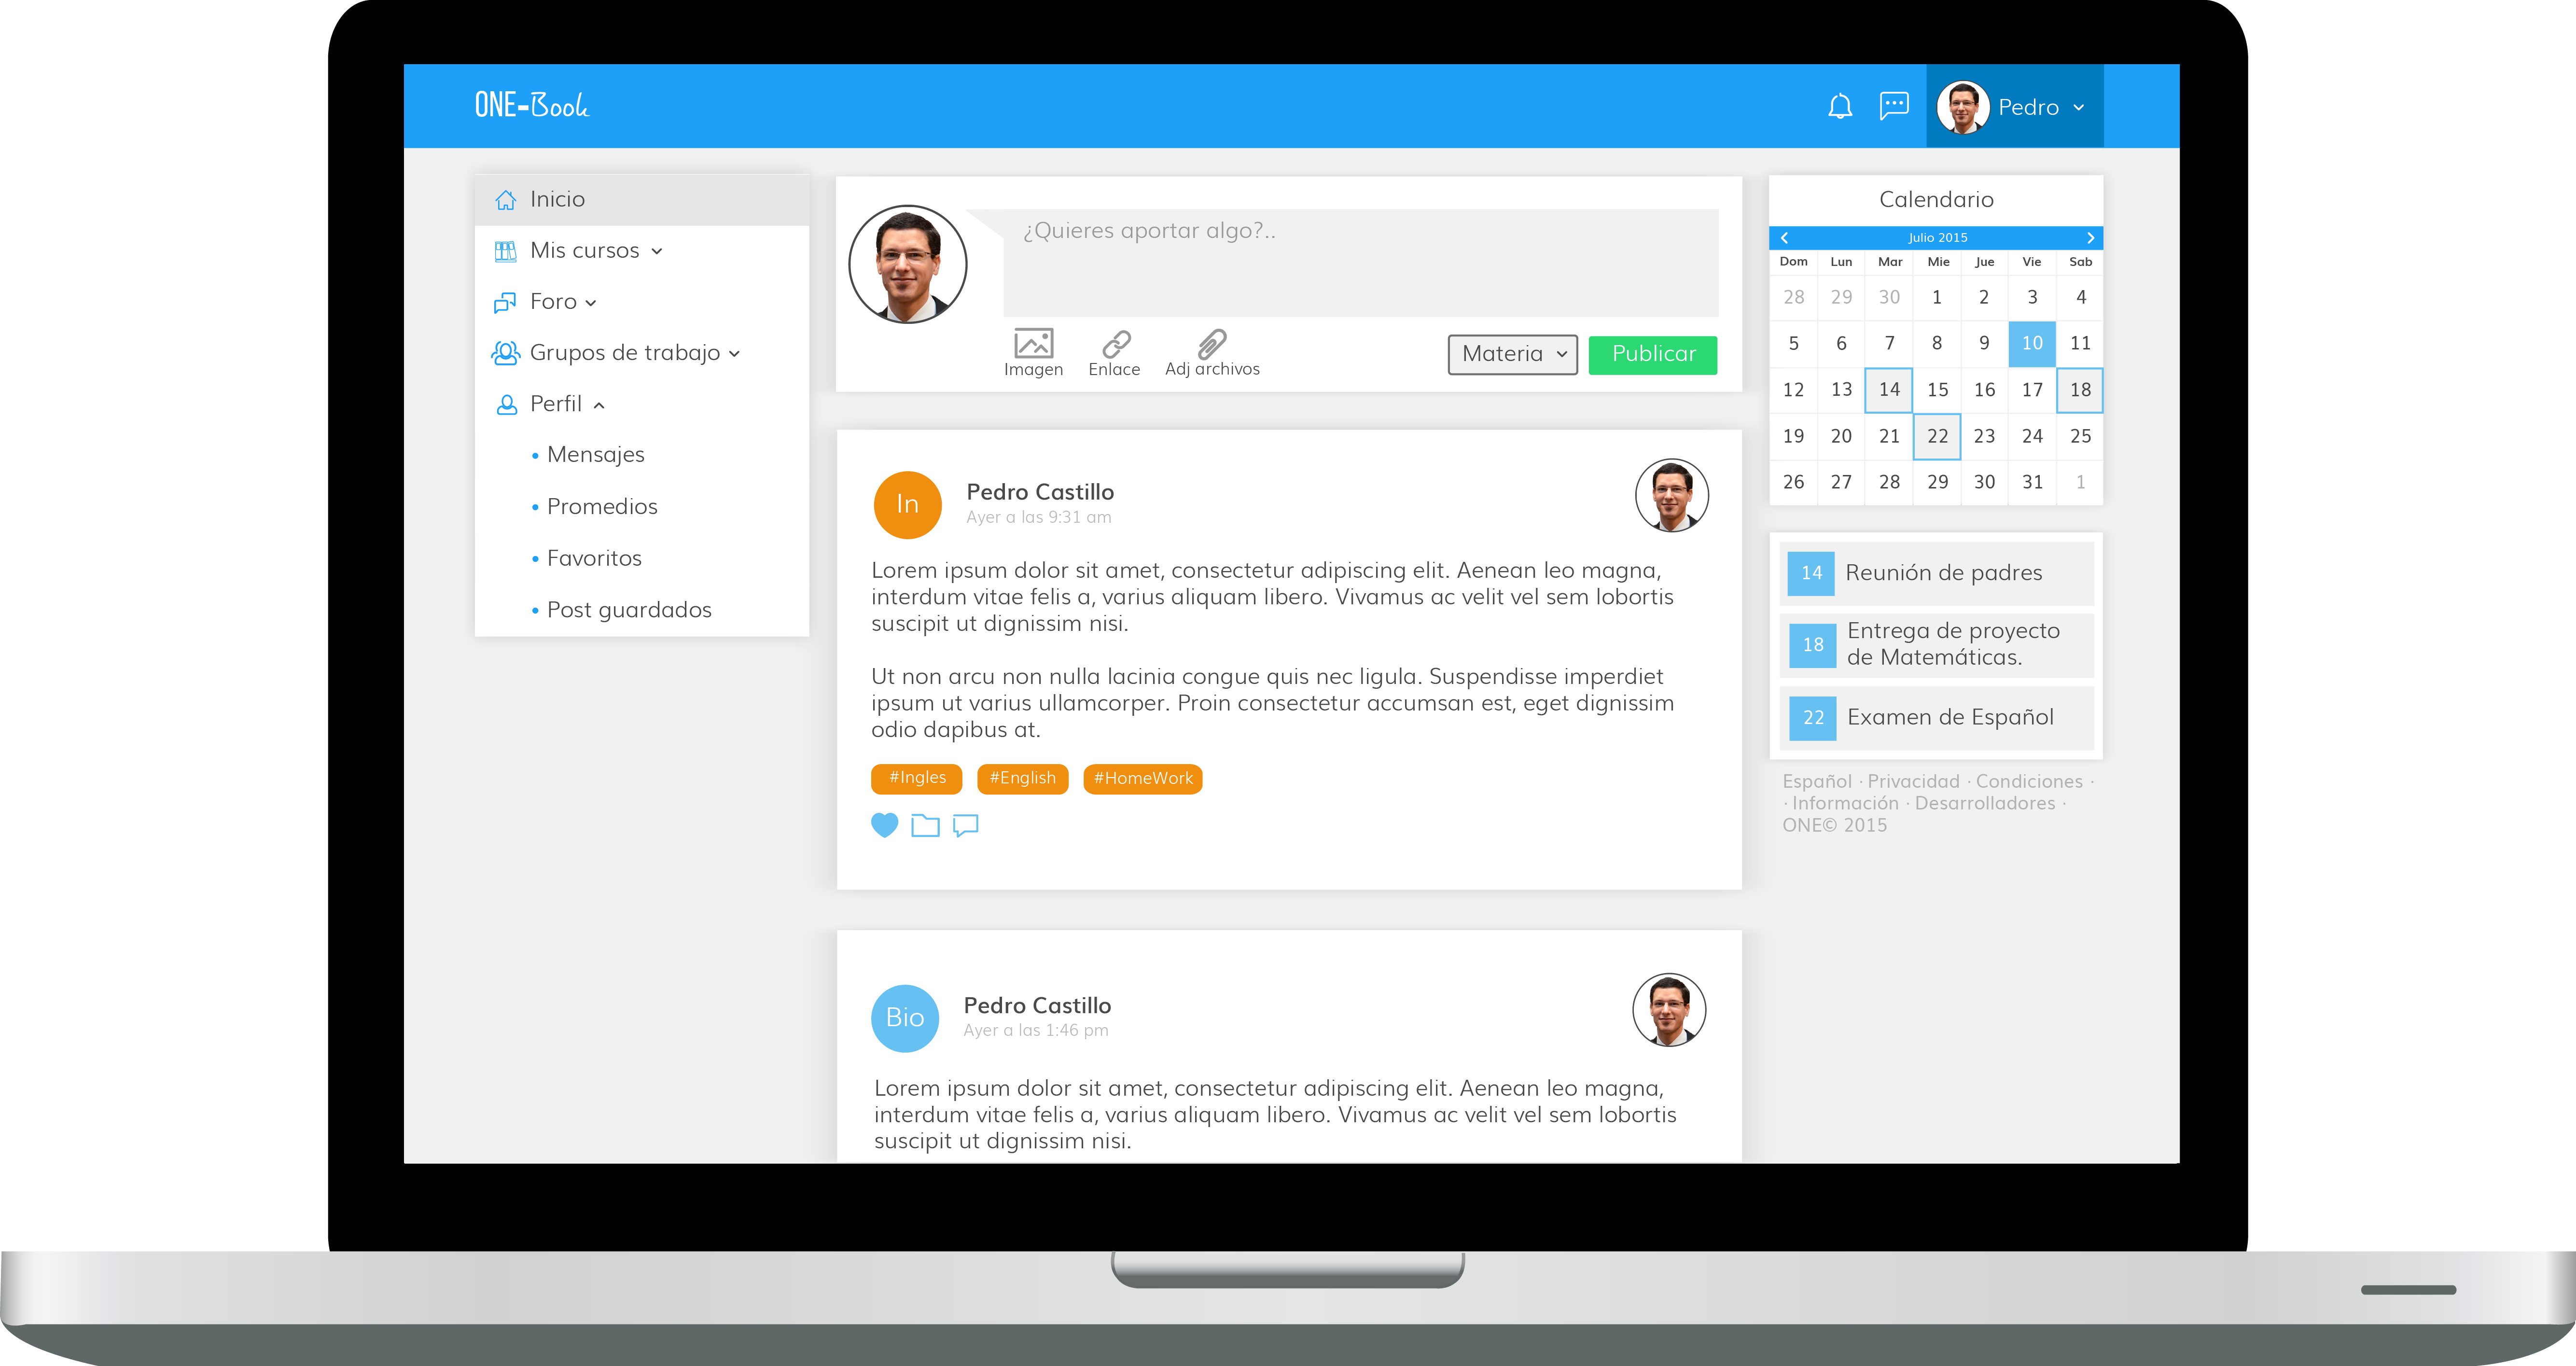 ONE-Book
Pedro
Inicio
Mis cursos
Foro
Grupos de trabajo
Perfil
• Mensajes
• Promedios
• Favoritos
• Post guardados
¿Quieres aportar algo?..
Imagen
Enlace
Adj archivos
Materia
Publicar
In
Pedro Castillo
Ayer a las 9:31 am
Lorem ipsum dolor sit amet, consectetur adipiscing elit. Aenean leo magna,
interdum vitae felis a, varius aliquam libero. Vivamus ac velit vel sem lobortis
suscipit ut dignissim nisi.
Ut non arcu non nulla lacinia congue quis nec ligula. Suspendisse imperdiet
ipsum ut varius ullamcorper. Proin consectetur accumsan est, eget dignissim
odio dapibus at.
#Ingles #English #HomeWork
Bio
Pedro Castillo
Ayer a las 1:46 pm
Lorem ipsum dolor sit amet, consectetur adipiscing elit. Aenean leo magna,
interdum vitae felis a, varius aliquam libero. Vivamus ac velit vel sem lobortis
suscipit ut dignissim nisi.
Calendario
Julio 2015
Dom Lun Mar Mie Jue Vie Sab
28 29 30 1 2 3 4
5 6 7 8 9 10 11
12 13 14 15 16 17 18
19 20 21 22 23 24 25
26 27 28 29 30 31 1
14 Reunión de padres
18 Entrega de proyecto
de Matemáticas.
22 Examen de Español
Español · Privacidad · Condiciones ·
· Información · Desarrolladores ·
ONE© 2015